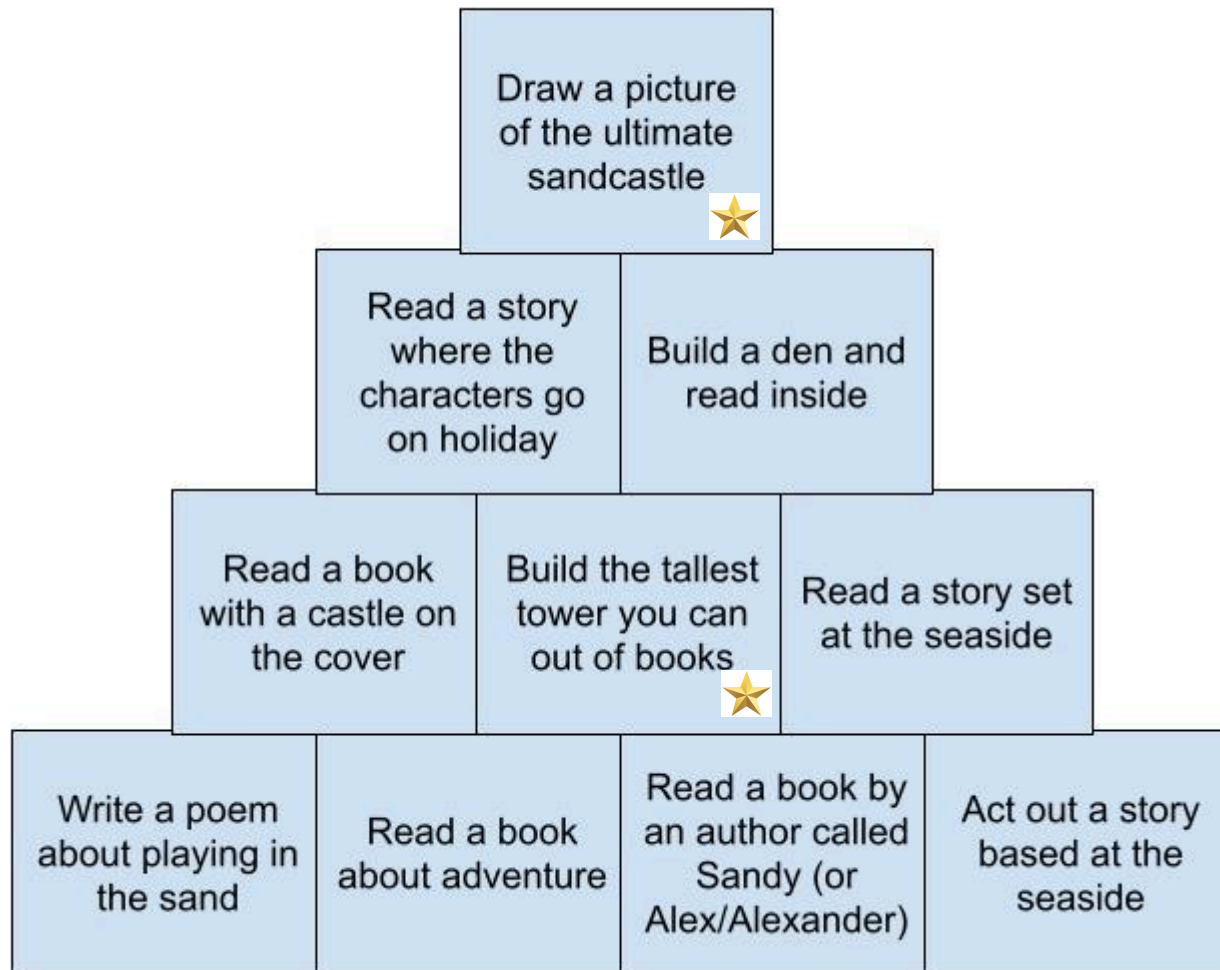 Draw a picture
of the ultimate
sandcastle
Read a story
where the
characters go
on holiday
Build a den and
read inside
Read a book
with a castle on
the cover
Build the tallest
tower you can
out of books
Read a story set
at the seaside
Write a poem
about playing in
the sand
Read a book
about adventure
Read a book by
an author called
Sandy (or
Alex/Alexander)
Act out a story
based at the
seaside